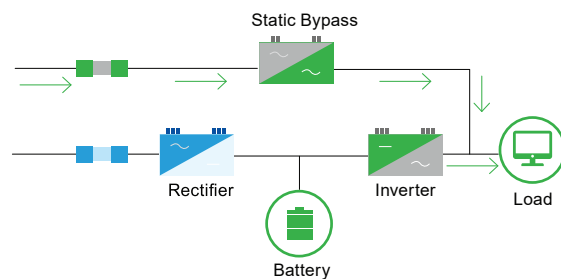 Static Bypass
Rectifier
Inverter
Load
Battery